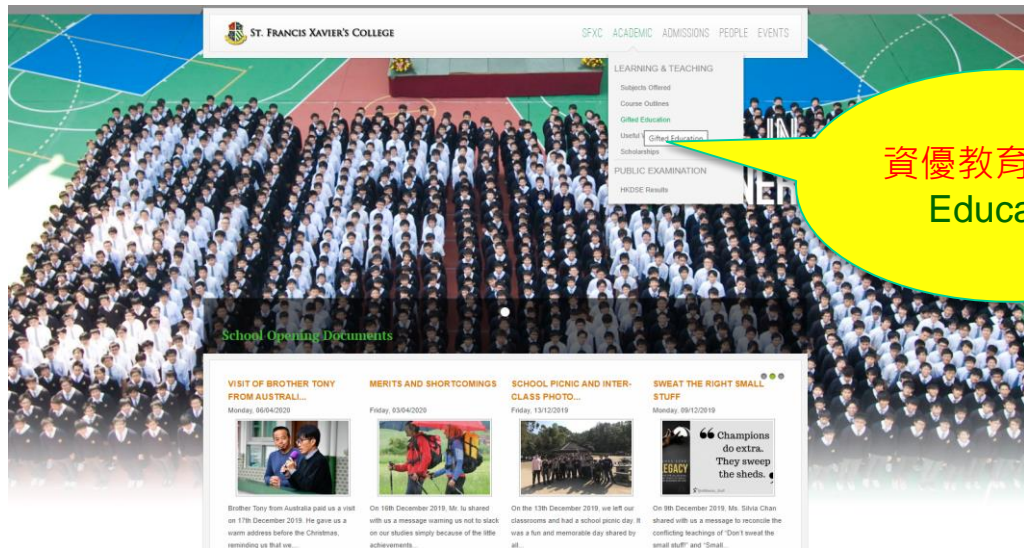 ST. FRANCIS XAVIER'S COLLEGE
SFXC ACADEMIC ADMISSIONS PEOPLE EVENTS
LEARNING & TEACHING
Subjects Offered
Course Outlines
Gifted Education
Useful
Gifted Education
Scholarships
PUBLIC EXAMINATION
HKDSE Results
資優教育
Educa
School Opening Documents
VISIT OF BROTHER TONY
FROM AUSTRALI...
Monday, 06/04/2020
Brother Tony from Australia paid us a visit
on 17th December 2019. He gave us a
warm address before the Christmas,
reminding us that we....
MERITS AND SHORTCOMINGS
Friday, 03/04/2020
On 16th December 2019, Mr. Iu shared
with us a message warning us not to slack
on our studies simply because of the little
achievements...
SCHOOL PICNIC AND INTER-
CLASS PHOTO...
Friday, 13/12/2019
On the 13th December 2019, we left our
classrooms and had a school picnic day. It
was a fun and memorable day shared by
all...
SWEAT THE RIGHT SMALL
STUFF
Monday, 09/12/2019
LEGACY
“ Champions
do extra.
They sweep
the sheds.
On 9th December 2019, Ms. Silvia Chan
shared with us a message to reconcile the
conflicting teachings of "Don't sweat the
small stuff!" and "Small...